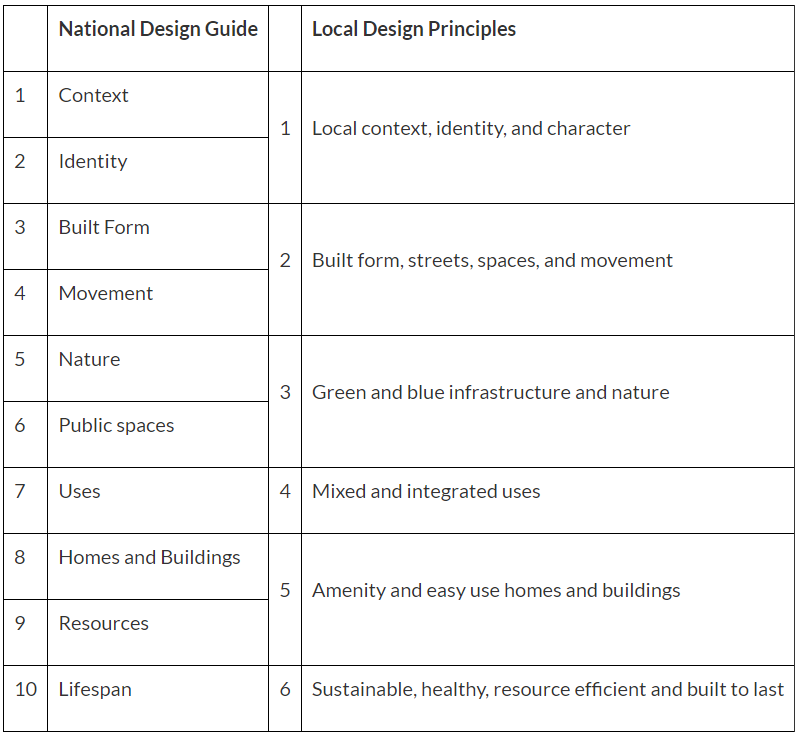 National Design Guide Local Design Principles
1 Context
1 Local context, identity, and character
2 Identity
3 Built Form
2 Built form, streets, spaces, and movement
4 Movement
5 Nature
3 Green and blue infrastructure and nature
6 Public spaces
7 Uses 4 Mixed and integrated uses
8 Homes and Buildings
5 Amenity and easy use homes and buildings
9 Resources
10 Lifespan 6 Sustainable, healthy, resource efficient and built to last